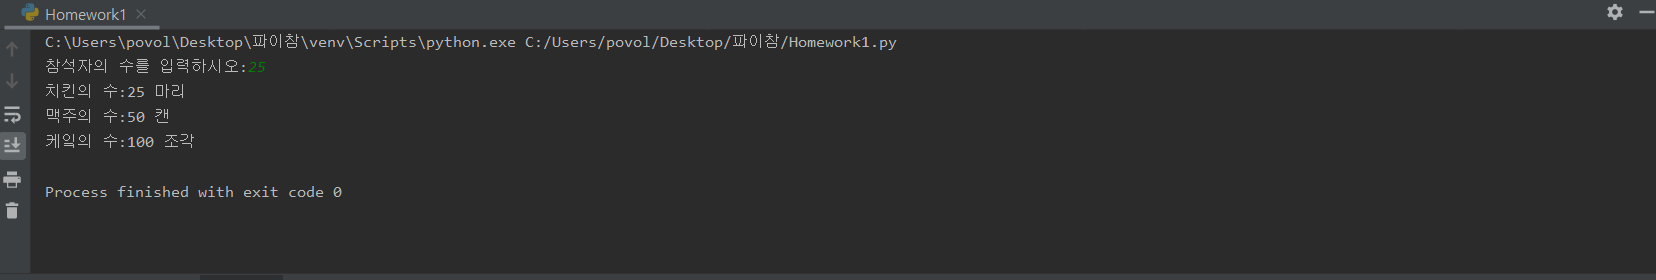 Homework1
C:\Users\povol\Desktop\파이참\venv\Scripts\python.exe C:/Users/povol/Desktop/파이참/Homework1.py
참석자의 수를 입력하시오:25
치킨의 수:25 마리
맥주의 수:50 캔
케잌의 수:100 조각
Process finished with exit code 0